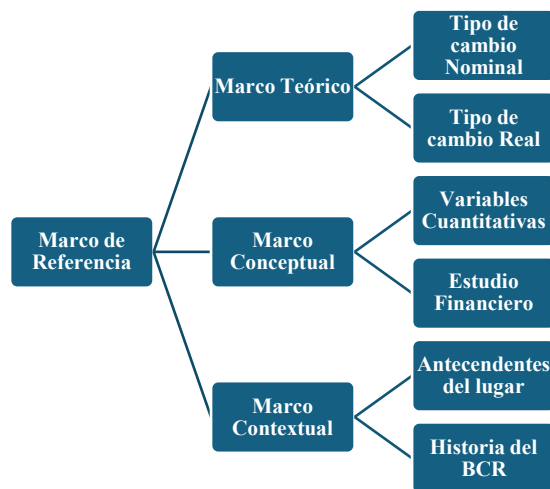 Tipo de
cambio
Nominal
Marco Teórico
Tipo de
cambio Real
Variables
Cuantitativas
Marco de
Referencia
Marco
Conceptual
Estudio
Financiero
Antecendentes
del lugar
Marco
Contextual
Historia del
BCR